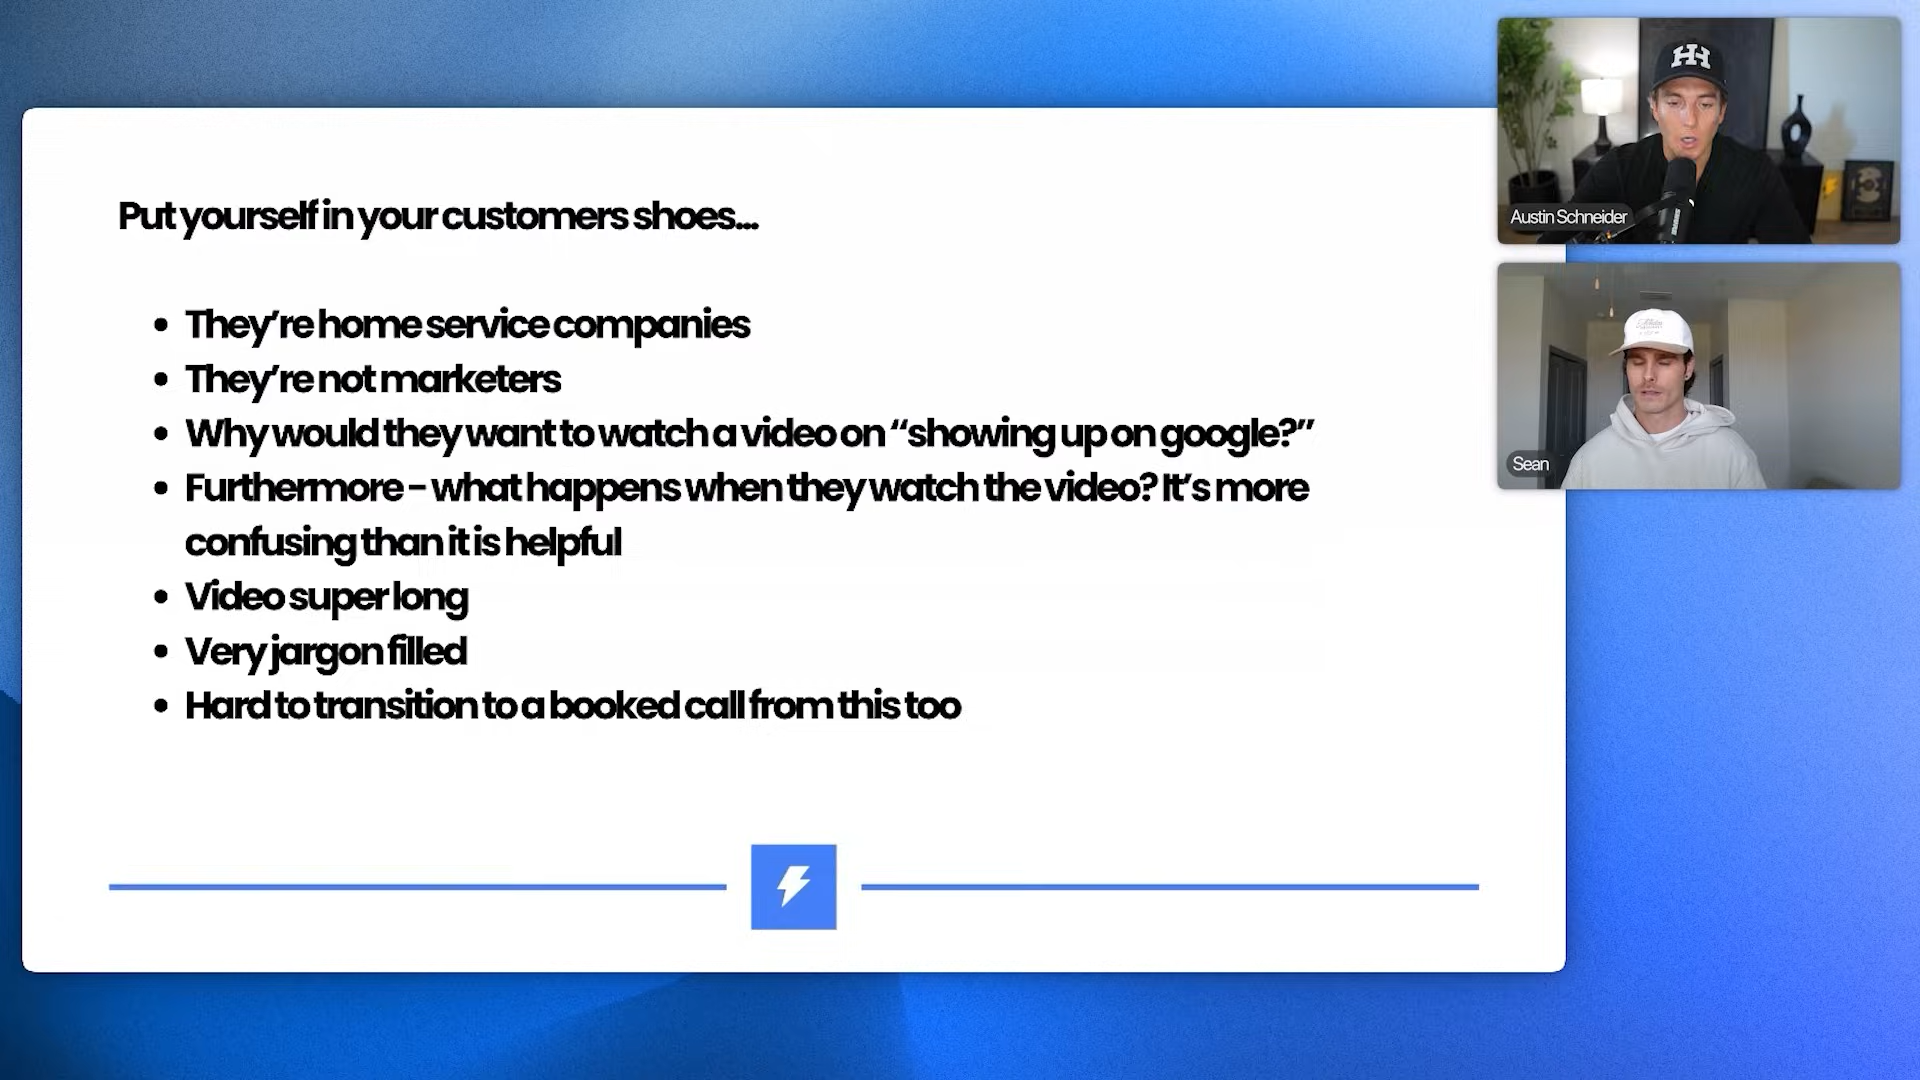 Put yourself in your customers shoes...
• They're home service companies
• They're not marketers
• Why would they want to watch a video on “showing up on google?”
• Furthermore - what happens when they watch the video? It's more
confusing than it is helpful
• Video super long
• Very jargon filled
• Hard to transition to a booked call from this too
Austin Schneider
Sean